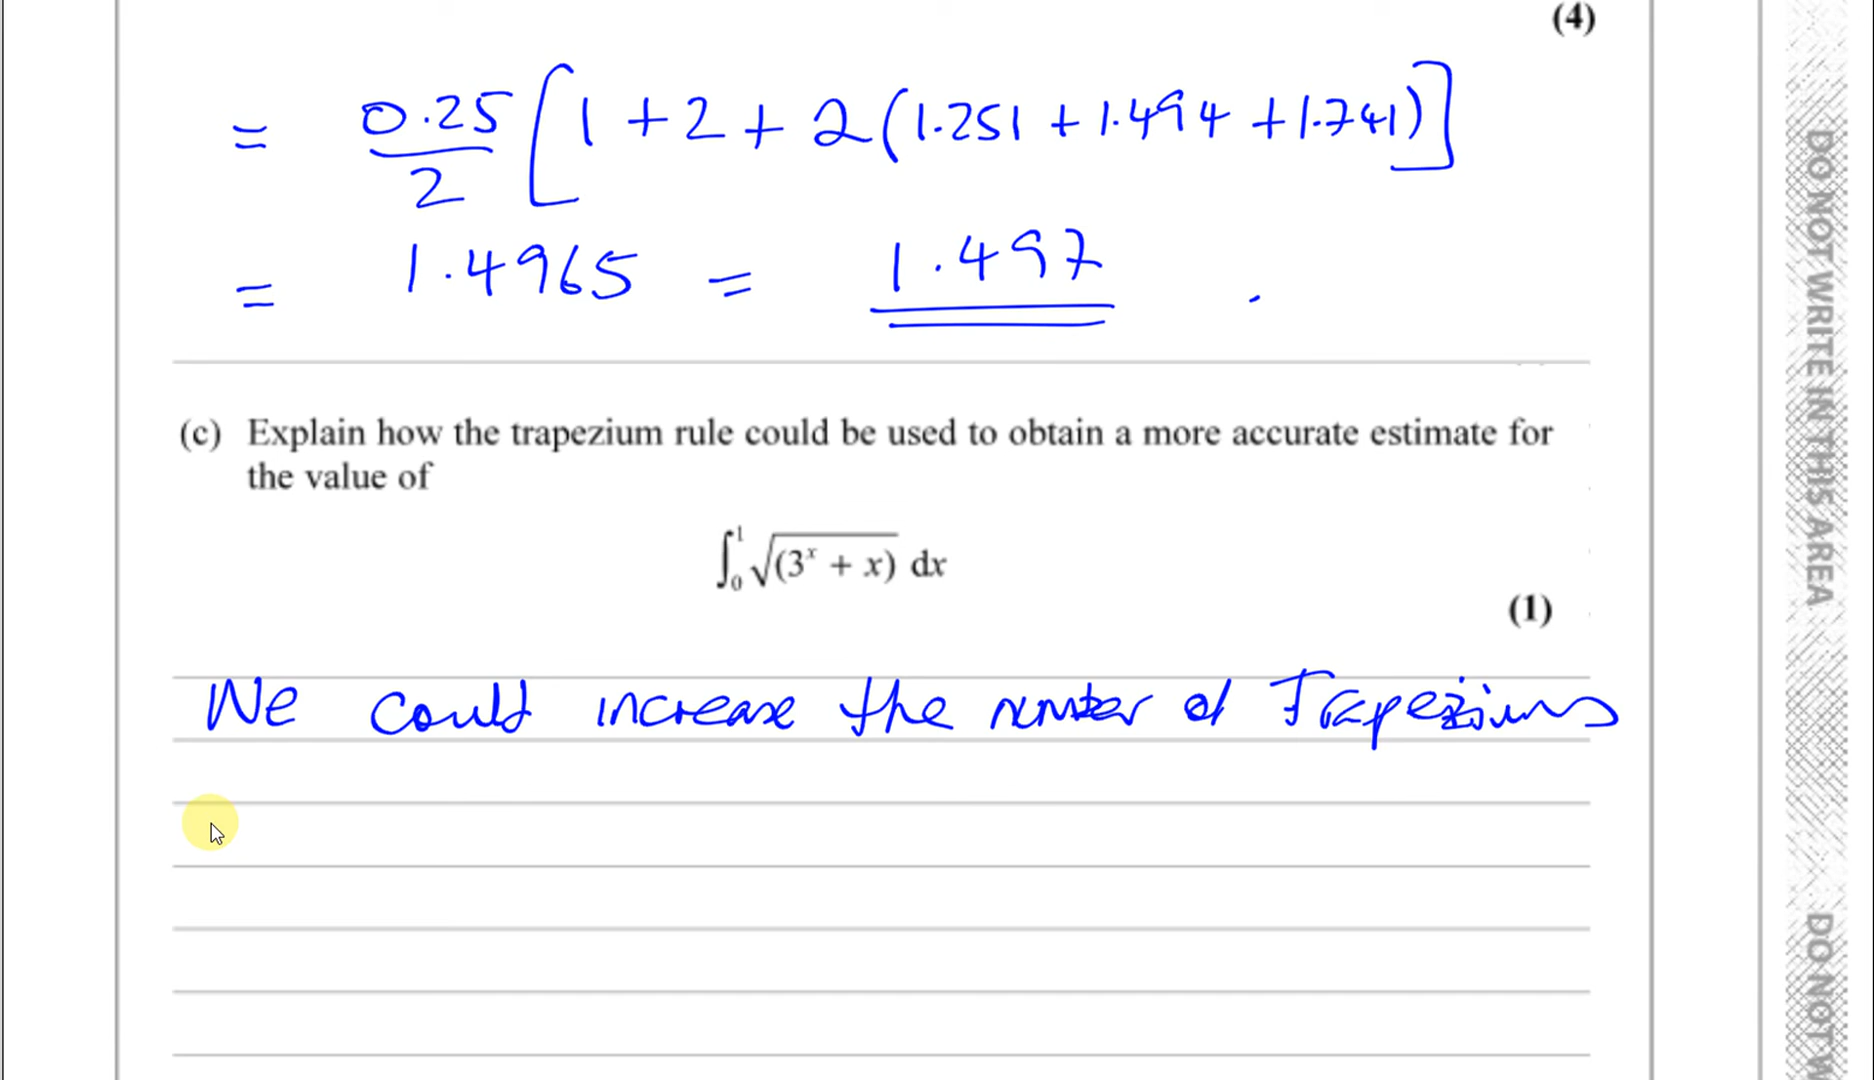 (4)
= 0.25/2 [1 + 2 + 2(1.251 + 1.494 + 1.741)]
= 1.4965 = 1.497 .
(c) Explain how the trapezium rule could be used to obtain a more accurate estimate for
the value of
∫₀¹ √(3ˣ + x) dx
(1)
We could increase the number of Trapeziums
DO NOT WRITE IN THIS AREA
DO NOT W